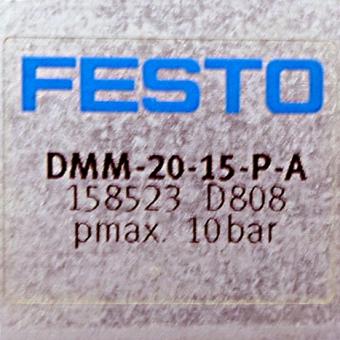 FESTO
DMM-20-15-P-A
158523 D808
pmax. 10bar